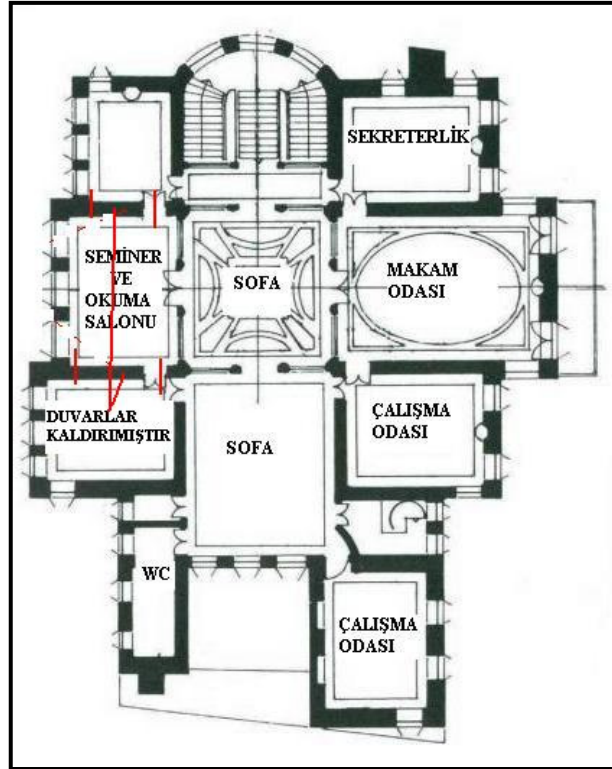 SEKRETERLİK
SEMİNER
VE
OKUMA
SALONU
SOFA
MAKAM
ODASI
DUVARLAR
KALDIRIMIŞTIR
SOFA
ÇALIŞMA
ODASI
WC
ÇALIŞMA
ODASI